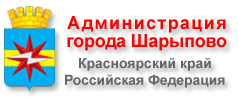 Администрация
города Шарыпово
Красноярский край
Российская Федерация